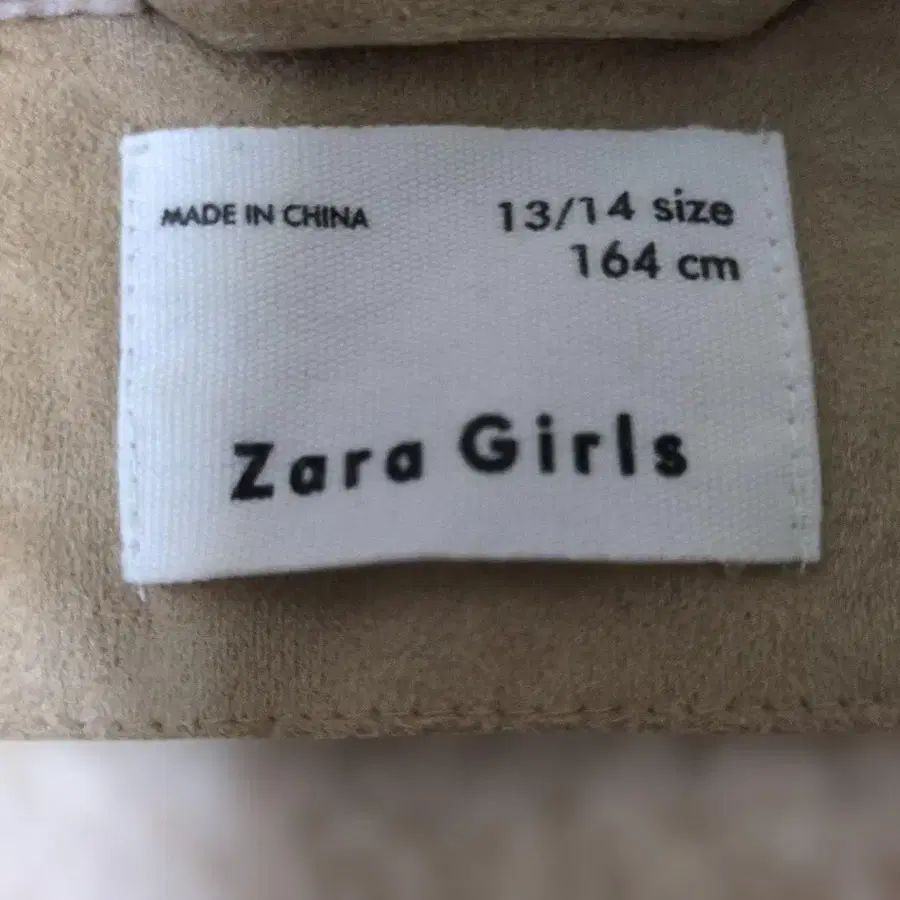 MADE IN CHINA
13/14 size
164 cm
Zara Girls